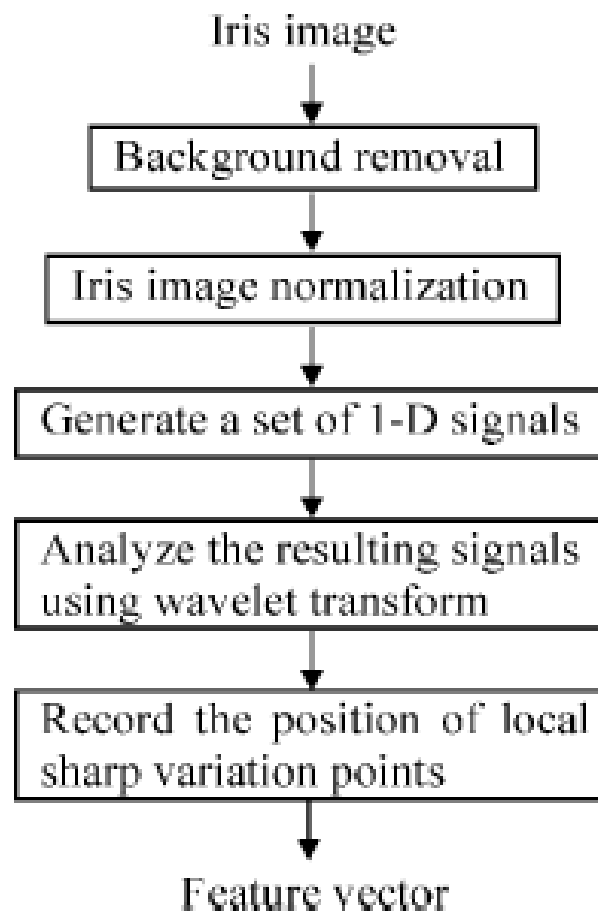 Iris image
Background removal
Iris image normalization
Generate a set of 1-D signals
Analyze the resulting signals
using wavelet transform
Record the position of local
sharp variation points
Feature vector